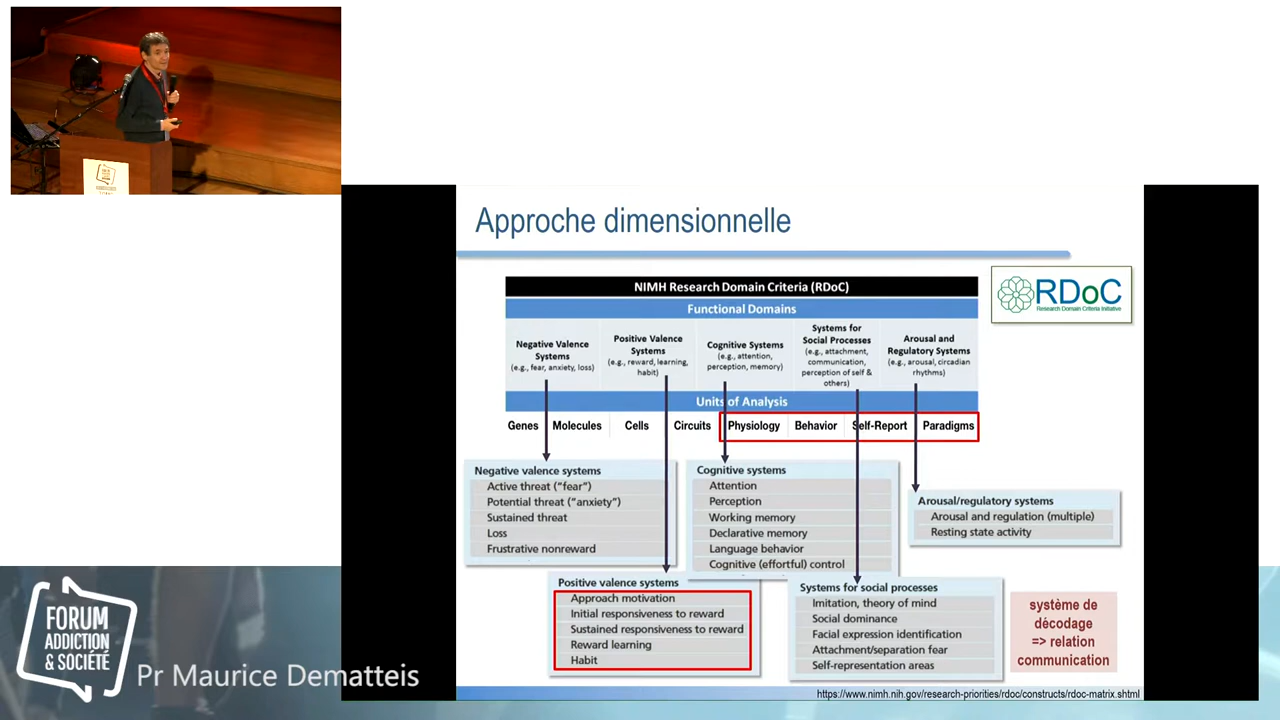 Approche dimensionnelle
RDoC
Research Domain Criteria Initiative
NIMH Research Domain Criteria (RDoC)
Functional Domains
Negative Valence
Systems
(e.g., fear, anxiety, loss)
Positive Valence
Systems
(e.g., reward, learning,
habit)
Cognitive Systems
(e.g., attention,
perception, memory)
Systems for
Social Processes
(e.g., attachment,
communication,
perception of self &
others)
Arousal and
Regulatory Systems
(e.g., arousal, circadian
rhythms)
Units of Analysis
Genes Molecules Cells Circuits Physiology Behavior Self-Report Paradigms
Negative valence systems
Active threat ("fear")
Potential threat ("anxiety")
Sustained threat
Loss
Frustrative nonreward
Cognitive systems
Attention
Perception
Working memory
Declarative memory
Language behavior
Cognitive (effortful) control
Arousal/regulatory systems
Arousal and regulation (multiple)
Resting state activity
Positive valence systems
Approach motivation
Initial responsiveness to reward
Sustained responsiveness to reward
Reward learning
Habit
Systems for social processes
Imitation, theory of mind
Social dominance
Facial expression identification
Attachment/separation fear
Self-representation areas
système de
décodage
=> relation
communication
https://www.nimh.nih.gov/research-priorities/rdoc/constructs/rdoc-matrix.shtml
FORUM
ADDICTION
& SOCIÉTÉ
Pr Maurice Dematteis